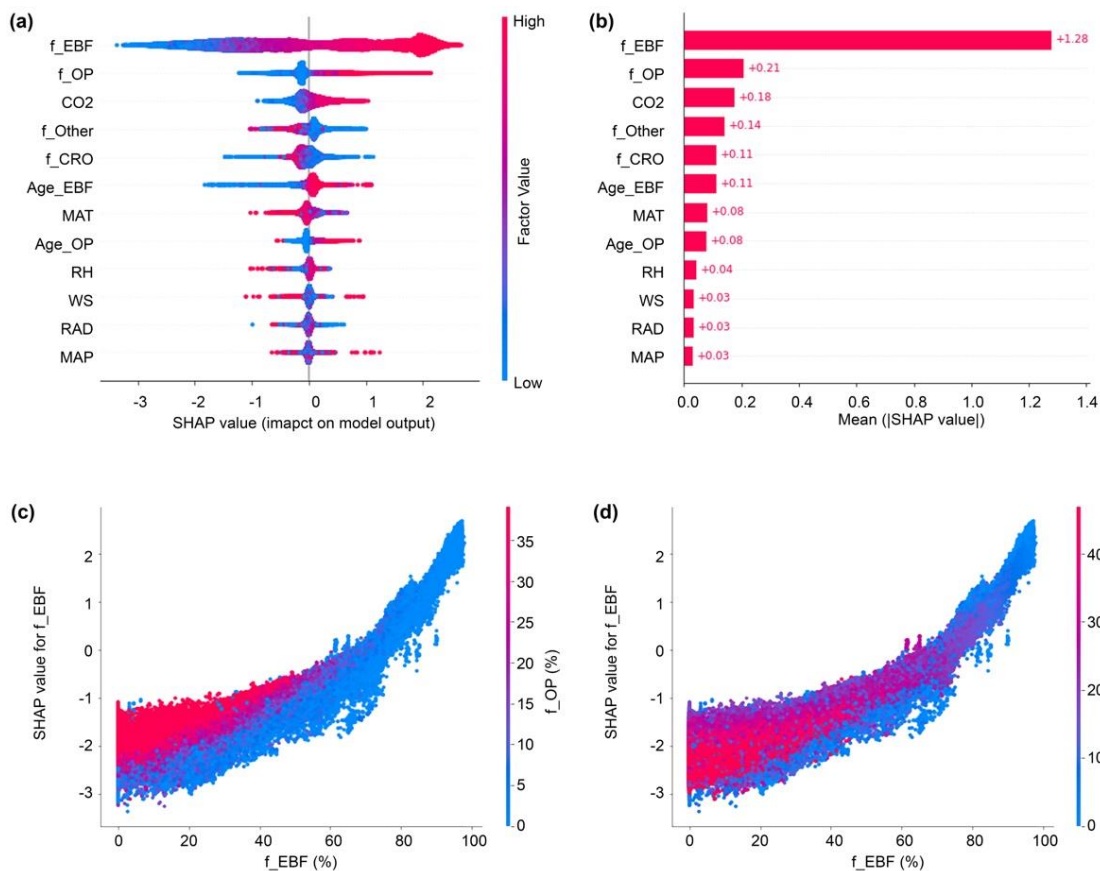 (a)
f_EBF
f_OP
CO2
f_Other
f_CRO
Age_EBF
MAT
Age_OP
RH
WS
RAD
MAP
-3 -2 -1 0 1 2
SHAP value (imapct on model output)
High
Factor Value
Low
(b)
f_EBF +1.28
f_OP +0.21
CO2 +0.18
f_Other +0.14
f_CRO +0.11
Age_EBF +0.11
MAT +0.08
Age_OP +0.08
RH +0.04
WS +0.03
RAD +0.03
MAP +0.03
0.0 0.2 0.4 0.6 0.8 1.0 1.2 1.4
Mean (|SHAP value|)
(c)
SHAP value for f_EBF
2
1
0
-1
-2
-3
0 20 40 60 80 100
f_EBF (%)
35
30
25
20
15
10
5
0
f_OP (%)
(d)
SHAP value for f_EBF
2
1
0
-1
-2
-3
0 20 40 60 80 100
f_EBF (%)
40
30
20
10
0